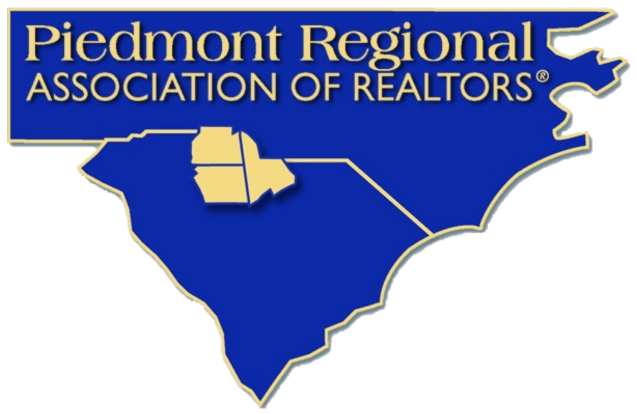 Piedmont Regional
ASSOCIATION OF REALTORS®